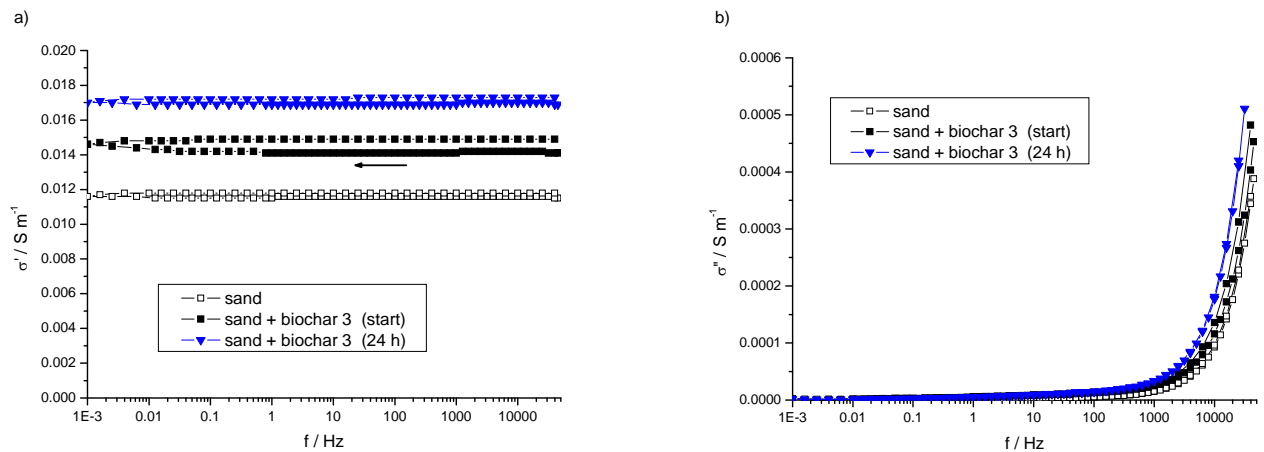 a)
0.020
0.018
0.016
0.014
0.012
0.010
0.008
0.006
0.004
0.002
0.000
σ' / S m⁻¹
sand
sand + biochar 3 (start)
sand + biochar 3 (24 h)
1E-3 0.01 0.1 1 10 100 1000 10000
f / Hz
b)
0.0006
0.0005
0.0004
0.0003
0.0002
0.0001
0.0000
σ'' / S m⁻¹
sand
sand + biochar 3 (start)
sand + biochar 3 (24 h)
1E-3 0.01 0.1 1 10 100 1000 10000
f / Hz